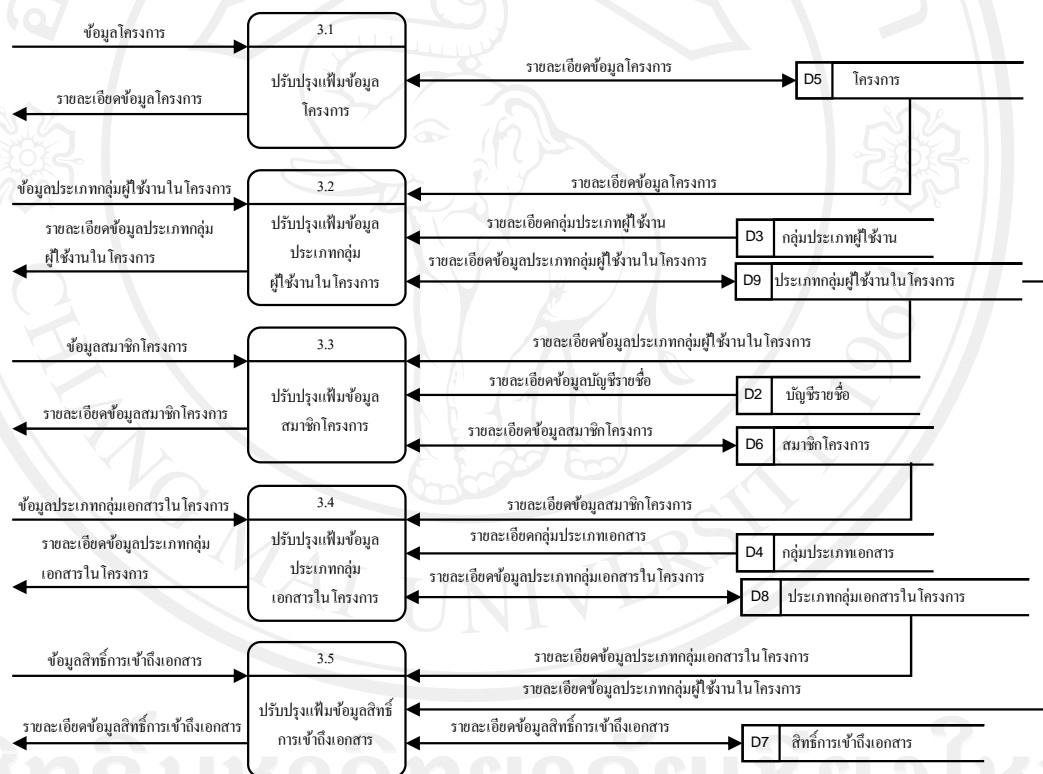 ข้อมูลโครงการ
3.1
ปรับปรุงแฟ้มข้อมูล
โครงการ
รายละเอียดข้อมูลโครงการ
รายละเอียดข้อมูลโครงการ
D5
โครงการ
ข้อมูลประเภทกลุ่มผู้ใช้งานในโครงการ
3.2
ปรับปรุงแฟ้มข้อมูล
ประเภทกลุ่ม
ผู้ใช้งานในโครงการ
รายละเอียดข้อมูลประเภทกลุ่ม
ผู้ใช้งานในโครงการ
รายละเอียดข้อมูลโครงการ
รายละเอียดกลุ่มประเภทผู้ใช้งาน
D3
กลุ่มประเภทผู้ใช้งาน
รายละเอียดข้อมูลประเภทกลุ่มผู้ใช้งานในโครงการ
D9
ประเภทกลุ่มผู้ใช้งานในโครงการ
ข้อมูลสมาชิกโครงการ
3.3
ปรับปรุงแฟ้มข้อมูล
สมาชิกโครงการ
รายละเอียดข้อมูลสมาชิกโครงการ
รายละเอียดข้อมูลประเภทกลุ่มผู้ใช้งานในโครงการ
รายละเอียดข้อมูลบัญชีรายชื่อ
D2
บัญชีรายชื่อ
รายละเอียดข้อมูลสมาชิกโครงการ
D6
สมาชิกโครงการ
ข้อมูลประเภทกลุ่มเอกสารในโครงการ
3.4
ปรับปรุงแฟ้มข้อมูล
ประเภทกลุ่ม
เอกสารในโครงการ
รายละเอียดข้อมูลประเภทกลุ่ม
เอกสารในโครงการ
รายละเอียดข้อมูลสมาชิกโครงการ
รายละเอียดกลุ่มประเภทเอกสาร
D4
กลุ่มประเภทเอกสาร
รายละเอียดข้อมูลประเภทกลุ่มเอกสารในโครงการ
D8
ประเภทกลุ่มเอกสารในโครงการ
ข้อมูลสิทธิ์การเข้าถึงเอกสาร
3.5
ปรับปรุงแฟ้มข้อมูลสิทธิ์
การเข้าถึงเอกสาร
รายละเอียดข้อมูลสิทธิ์การเข้าถึงเอกสาร
รายละเอียดข้อมูลประเภทกลุ่มเอกสารในโครงการ
รายละเอียดข้อมูลประเภทกลุ่มผู้ใช้งานในโครงการ
รายละเอียดข้อมูลสิทธิ์การเข้าถึงเอกสาร
D7
สิทธิ์การเข้าถึงเอกสาร
CHIANG MAI UNIVERSITY 196